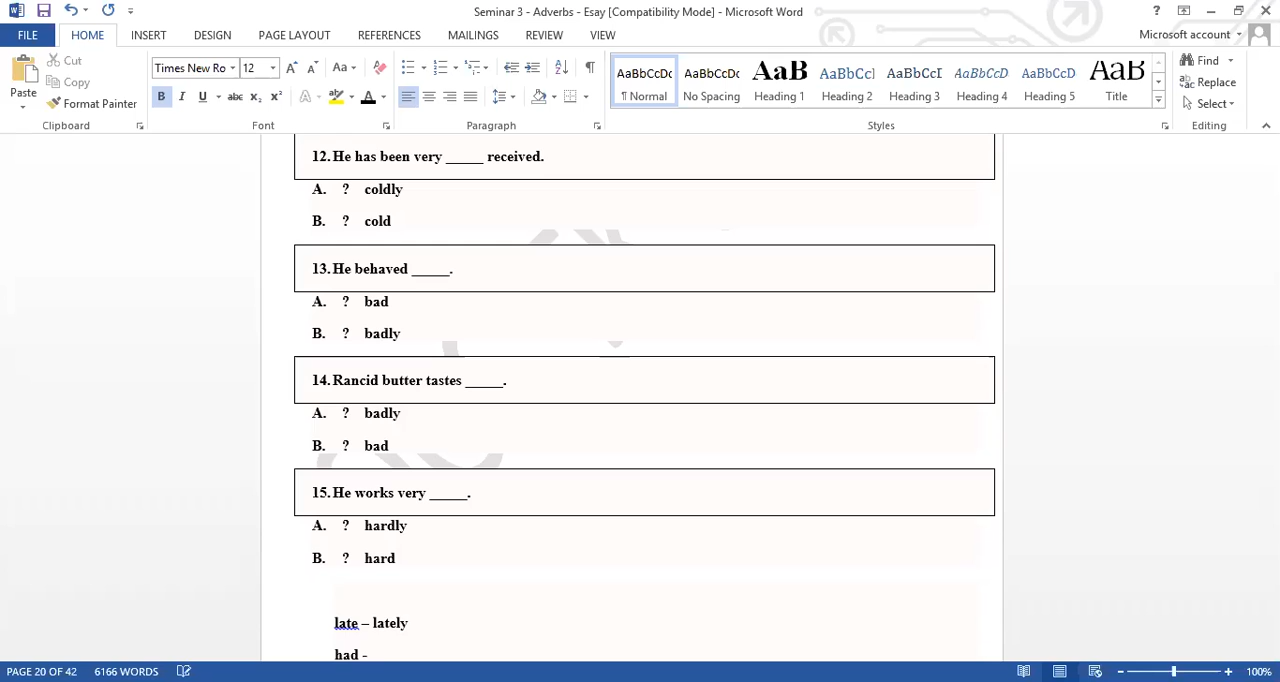 Seminar 3 - Adverbs - Esay [Compatibility Mode] - Microsoft Word
FILE HOME INSERT DESIGN PAGE LAYOUT REFERENCES MAILINGS REVIEW VIEW Microsoft account
Paste Cut Copy Format Painter Clipboard
Times New Ro 12 Font
Paragraph
AaBbCcDc ¶ Normal
AaBbCcDc No Spacing
AaB Heading 1
AaBbCcI Heading 2
AaBbCcI Heading 3
AaBbCcD Heading 4
AaBbCcD Heading 5
AaB Title
Styles
Find
Replace
Select
Editing
12. He has been very _____ received.
A. ? coldly
B. ? cold
13. He behaved _____.
A. ? bad
B. ? badly
14. Rancid butter tastes _____.
A. ? badly
B. ? bad
15. He works very _____.
A. ? hardly
B. ? hard
late – lately
had -
PAGE 20 OF 42 6166 WORDS 100%